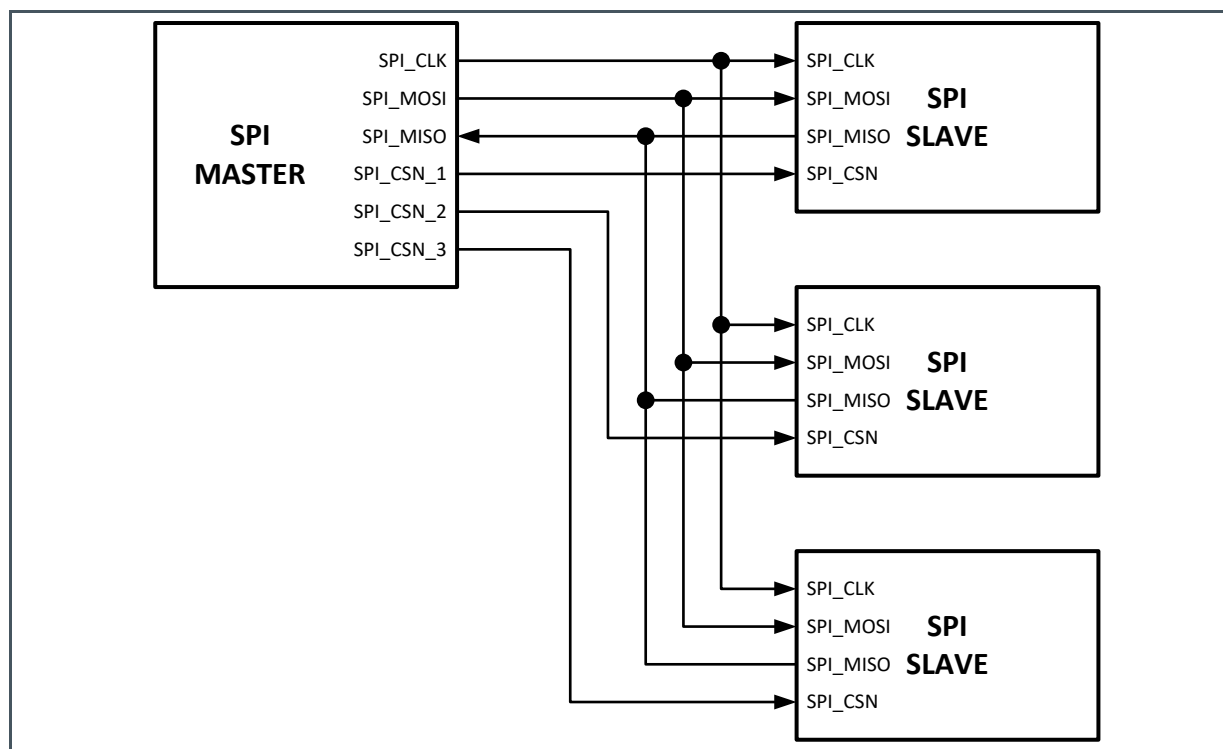 SPI_CLK
SPI_MOSI
SPI_MISO
SPI_CSN_1
SPI_CSN_2
SPI_CSN_3
SPI
MASTER
SPI_CLK
SPI_MOSI
SPI_MISO
SPI_CSN
SPI
SLAVE
SPI_CLK
SPI_MOSI
SPI_MISO
SPI_CSN
SPI
SLAVE
SPI_CLK
SPI_MOSI
SPI_MISO
SPI_CSN
SPI
SLAVE